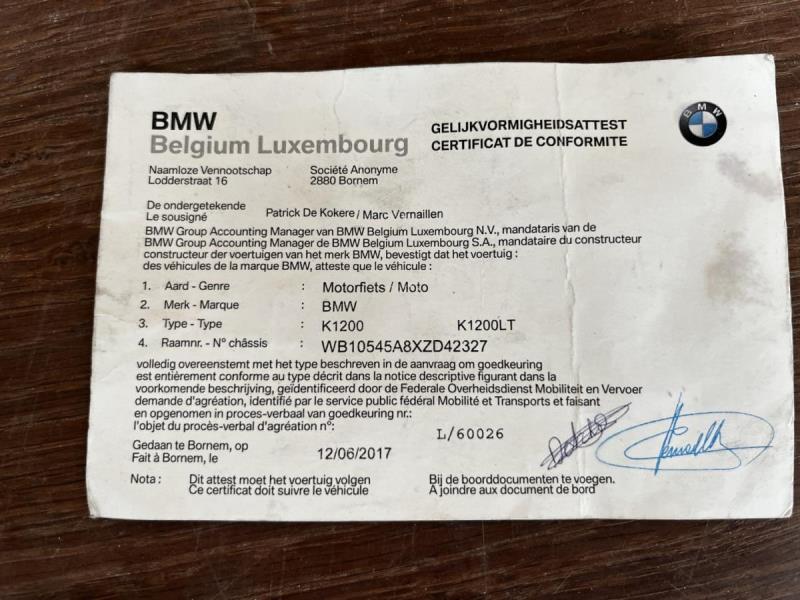 BMW
Belgium Luxembourg
GELIJKVORMIGHEIDSATTEST
CERTIFICAT DE CONFORMITE
BMW
Naamloze Vennootschap Société Anonyme
Lodderstraat 16 2880 Bornem
De ondergetekende
Le sousigné Patrick De Kokere / Marc Vernaillen
BMW Group Accounting Manager van BMW Belgium Luxembourg N.V., mandataris van de
BMW Group Accounting Manager de BMW Belgium Luxembourg S.A., mandataire du constructeur
constructeur der voertuigen van het merk BMW, bevestigt dat het voertuig :
des véhicules de la marque BMW, atteste que le véhicule :
1. Aard - Genre : Motorfiets / Moto
2. Merk - Marque : BMW
3. Type - Type : K1200 K1200LT
4. Raamnr. - N° châssis : WB10545A8XZD42327
volledig overeenstemt met het type beschreven in de aanvraag om goedkeuring
est entièrement conforme au type décrit dans la notice descriptive figurant dans la
voorkomende beschrijving, geïdentificeerd door de Federale Overheidsdienst Mobiliteit en Vervoer
demande d'agréation, identifié par le service public fédéral Mobilité et Transports et faisant
en opgenomen in proces-verbaal van goedkeuring nr.:
l'objet du procès-verbal d'agréation n°: L/60026
Gedaan te Bornem, op
Fait à Bornem, le 12/06/2017
Nota : Dit attest moet het voertuig volgen Bij de boorddocumenten te voegen.
Ce certificat doit suivre le véhicule A joindre aux document de bord